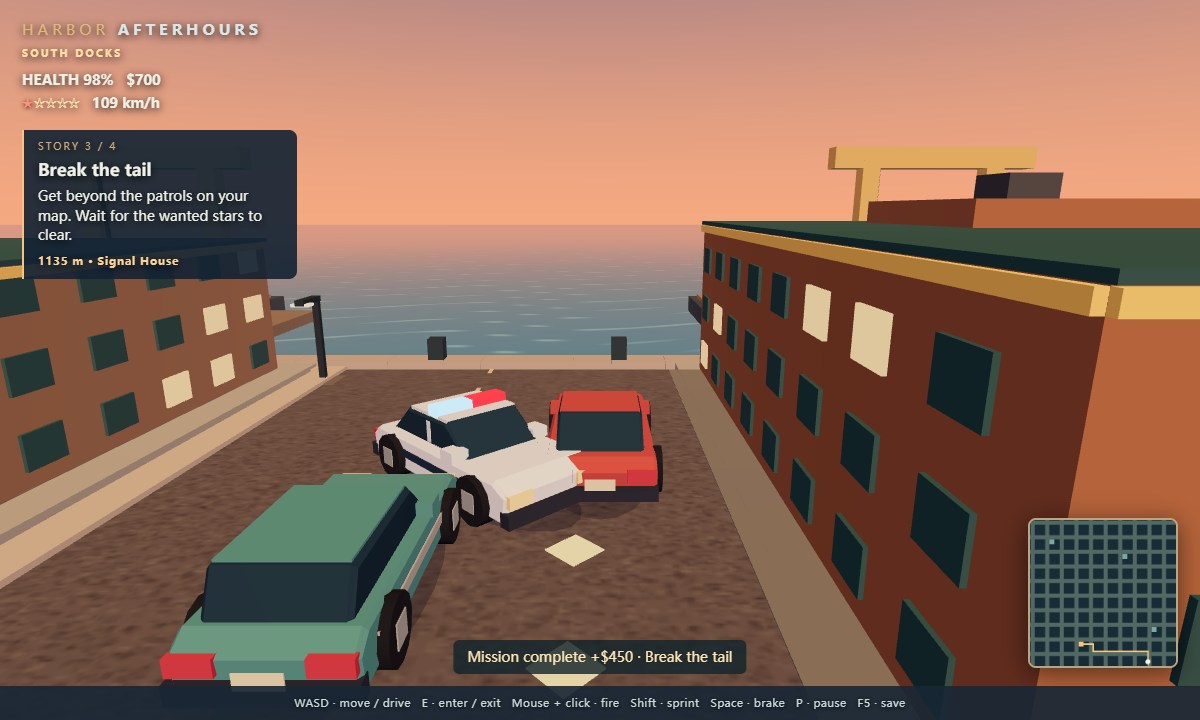 HARBOR AFTERHOURS
SOUTH DOCKS
HEALTH 98% $700
★☆☆☆☆ 109 km/h
STORY 3 / 4
Break the tail
Get beyond the patrols on your
map. Wait for the wanted stars to
clear.
1135 m • Signal House
Mission complete +$450 · Break the tail
WASD · move / drive E · enter / exit Mouse + click · fire Shift · sprint Space · brake P · pause F5 · save